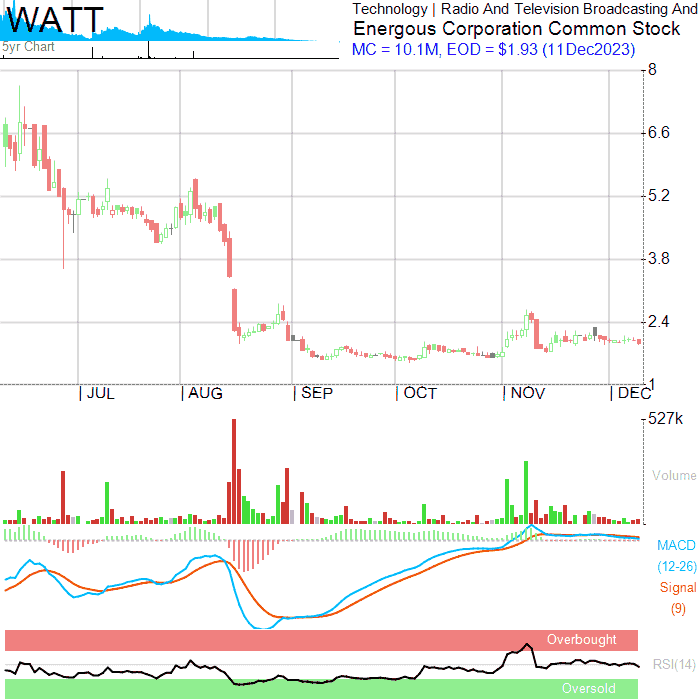 WATT
Technology | Radio And Television Broadcasting And
Energous Corporation Common Stock
MC = 10.1M, EOD = $1.93 (11Dec2023)
5yr Chart
8
6.6
5.2
3.8
2.4
1
JUL AUG SEP OCT NOV DEC
527k
Volume
MACD
(12-26)
Signal
(9)
Overbought
RSI(14)
Oversold